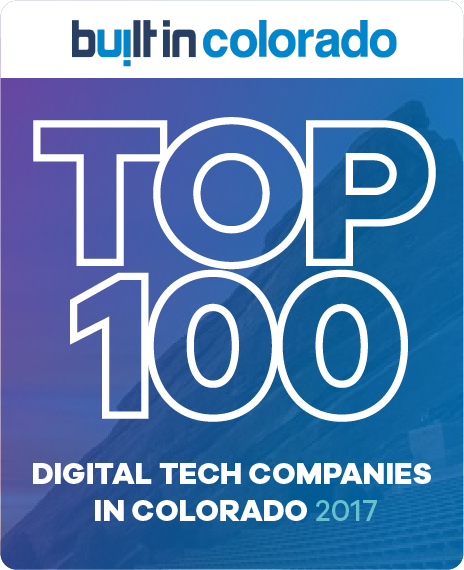 builtin colorado
TOP
100
DIGITAL TECH COMPANIES
IN COLORADO 2017